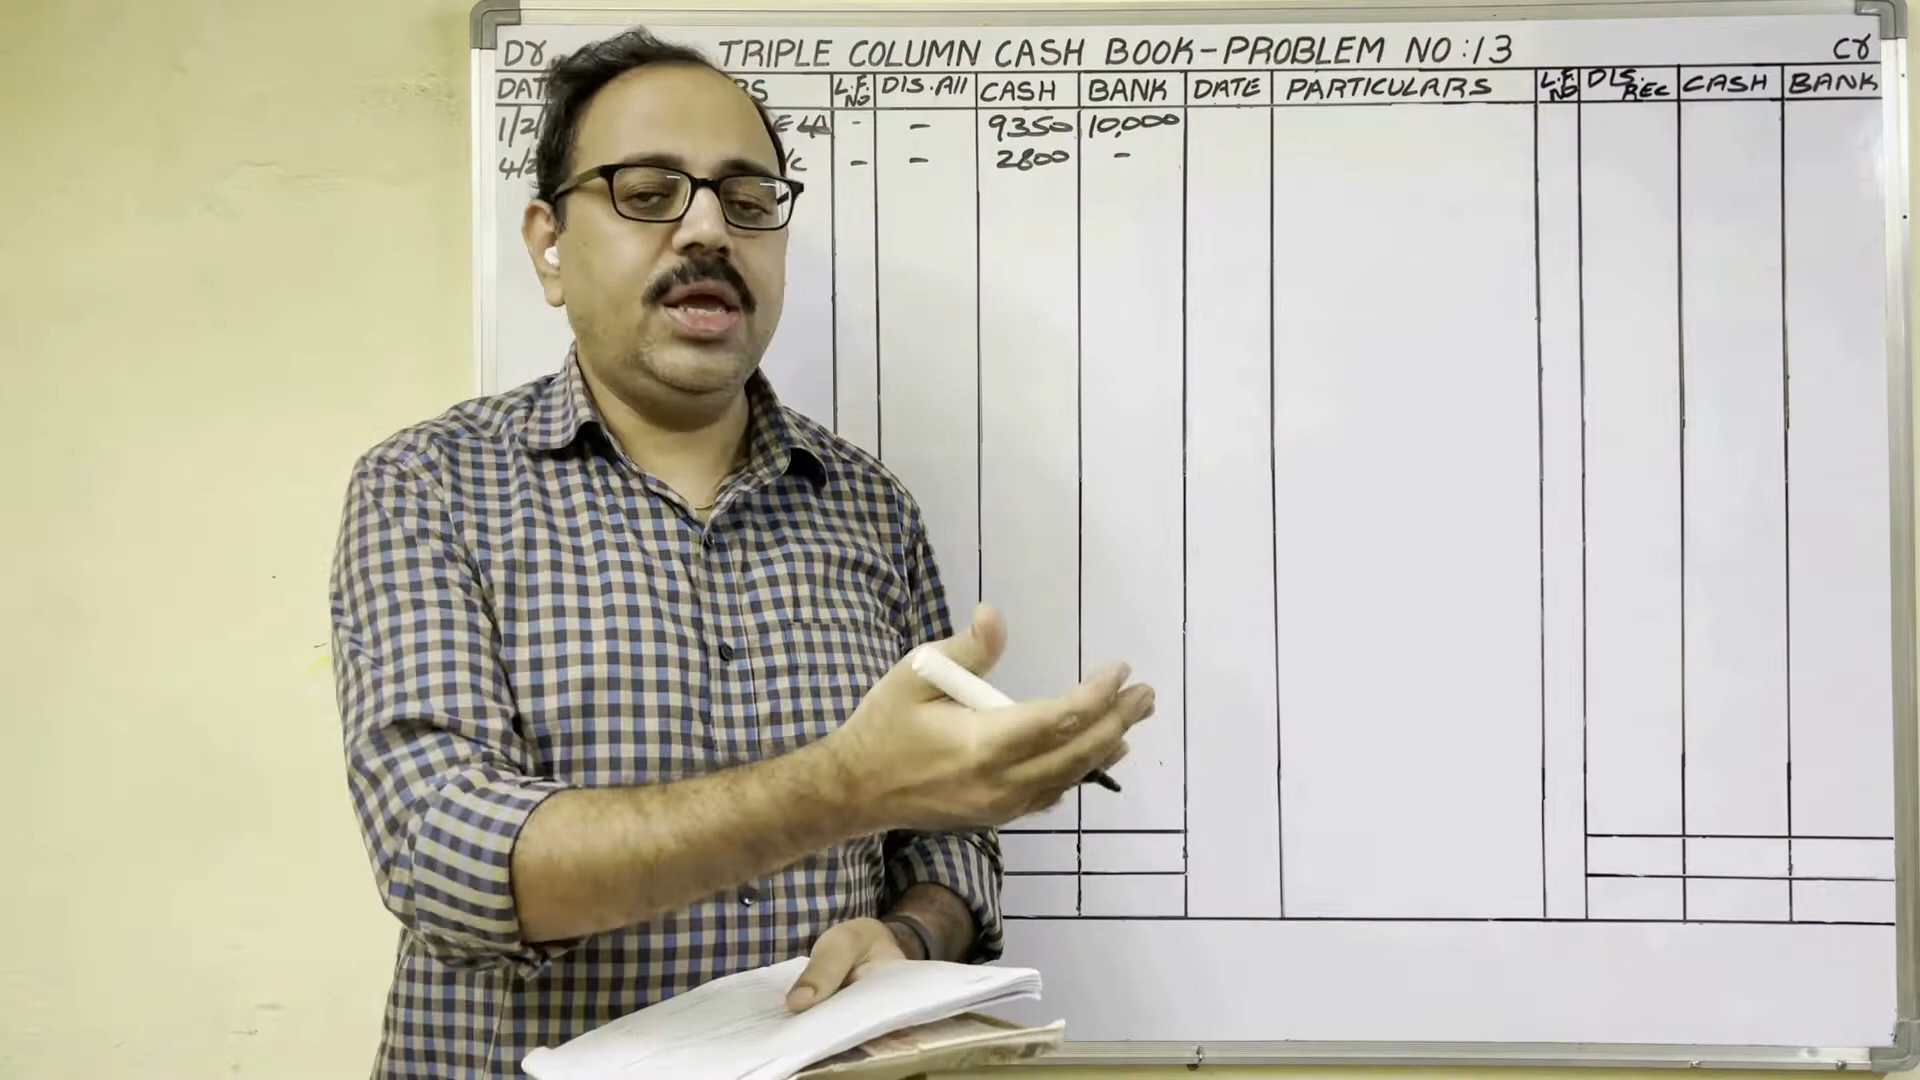 Dr TRIPLE COLUMN CASH BOOK-PROBLEM NO:13 Cr
L.F. NO DIS.All CASH BANK DATE PARTICULARS L.F. NO DIS. REC CASH BANK
- - 9350 10,000
- - 2800 -